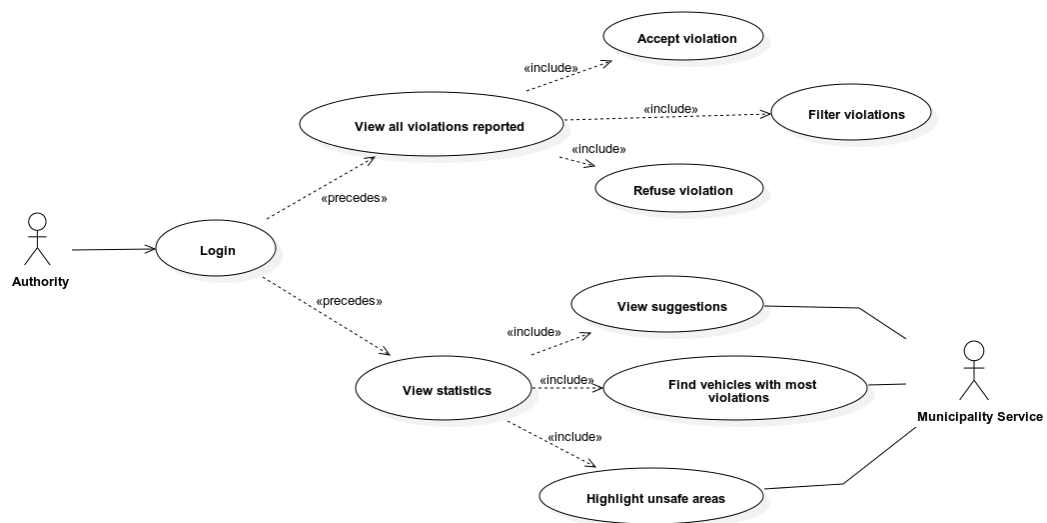 Accept violation
«include»
View all violations reported
«include»
Filter violations
«include»
Refuse violation
«precedes»
Login
Authority
«precedes»
View suggestions
«include»
View statistics
«include»
Find vehicles with most
violations
Municipality Service
«include»
Highlight unsafe areas